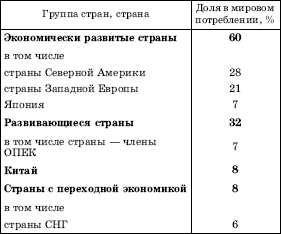 Группа стран, страна
Доля в мировом
потреблении, %
Экономически развитые страны 60
в том числе
страны Северной Америки 28
страны Западной Европы 21
Япония 7
Развивающиеся страны 32
в том числе страны — члены
ОПЕК 7
Китай 8
Страны с переходной экономикой 8
в том числе
страны СНГ 6